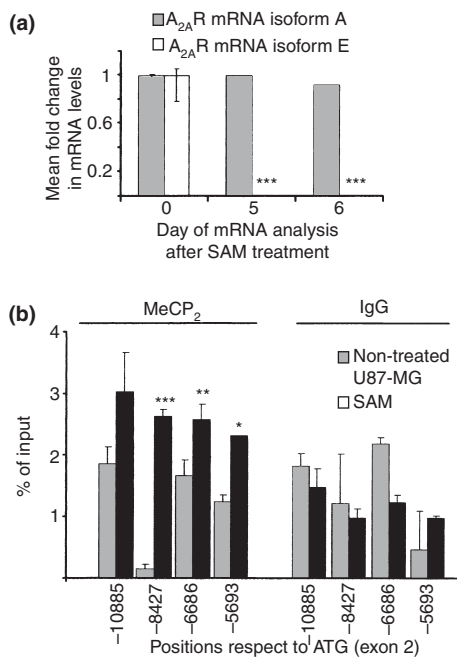 (a)
A2AR mRNA isoform A
A2AR mRNA isoform E
Mean fold change
in mRNA levels
1
0.6
0.2
***
***
0
5
6
Day of mRNA analysis
after SAM treatment
(b)
MeCP2
IgG
Non-treated
U87-MG
SAM
% of input
4
3
2
1
0
***
**
*
–10885
–8427
–6686
–5693
–10885
–8427
–6686
–5693
Positions respect to ATG (exon 2)